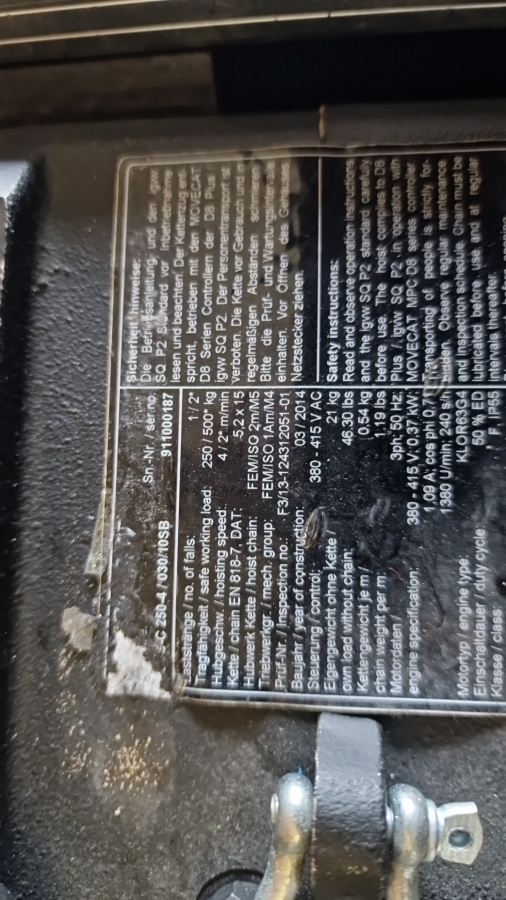 -C 250-4 / 030/10SB
Sn.-Nr. / ser-no.:
911000187
Laststränge / no. of falls: 1 / 2*
Tragfähigkeit / safe working load: 250 / 500* kg
Hubgeschw. / hoisting speed: 4 / 2* m/min
Kette / chain EN 818-7, DAT: 5,2 x 15
Hubwerk Kette / hoist chain: FEM/ISO 2m/M5
Triebwerkgr. / mech. group: FEM/ISO 1Am/M4
Prüf-Nr. / Inspection no.: F3/13-124312051-01
Baujahr / year of construction: 03 / 2014
Steuerung / control: 380 - 415 V AC
Eigengewicht ohne Kette / 21 kg
own load without chain: 46.30 lbs
Kettengewicht je m / 0.54 kg
chain weight per m: 1,19 lbs
Motordaten / 3ph; 50 Hz;
engine specification: 380 - 415 V; 0,37 kW;
1,09 A; cos phi 0.7
1380 U/min; 240 s/h
Motortyp / engine type
Einschaltdauer / duty cycle 50 % ED
Klasse / class F, IP55
Sicherheitshinweise:
Die Betriebsanleitung und den igvw
SQ P2 Standard vor Inbetriebnahme
lesen und beachten. Der Kettenzug ent-
spricht, betrieben mit den MOVECAT
D8 Serien Controllern der D8 Plus /
igvw SQ P2. Der Personentransport ist
verboten. Die Kette vor Gebrauch und in
regelmäßigen Abständen schmieren.
Bitte die Prüf- und Wartungsintervalle
einhalten. Vor Öffnen des Gehäuses
Netzstecker ziehen.
Safety instructions:
Read and observe operation instructions
and the igvw SQ P2 standard carefully
before use. The hoist complies to D8
Plus / igvw SQ P2 in operation with
MOVECAT MPC D8 series controller.
Transporting of people is strictly for-
Observe regular maintenance
and inspection schedule. Chain must be
lubricated before use and at regular
intervals thereafter.